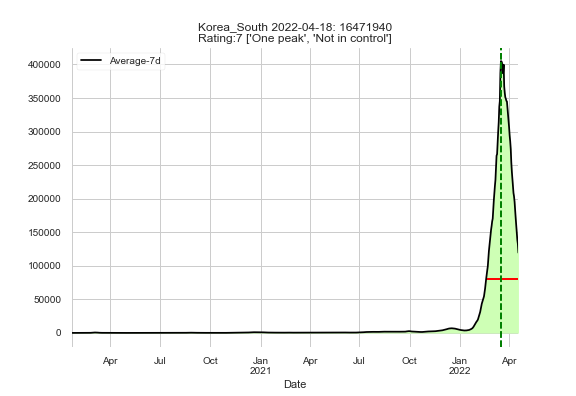 Korea_South 2022-04-18: 16471940
Rating:7 ['One peak', 'Not in control']
Average-7d
400000
350000
300000
250000
200000
150000
100000
50000
0
Apr Jul Oct Jan Apr Jul Oct Jan Apr
2021 2022
Date